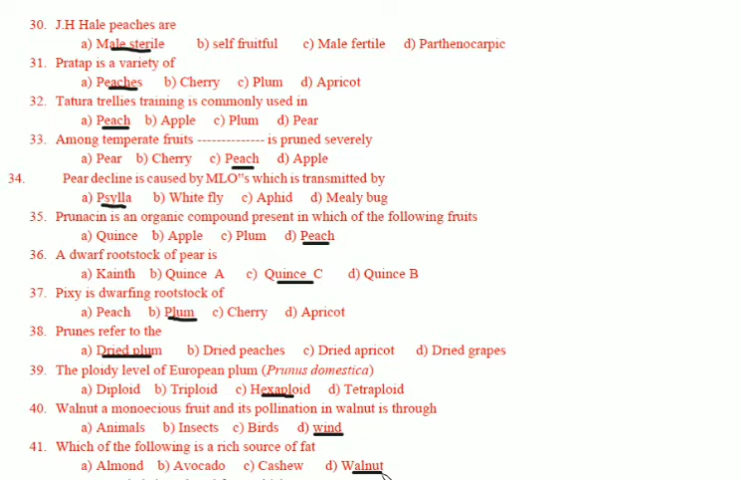 30. J.H Hale peaches are
a) Male sterile b) self fruitful c) Male fertile d) Parthenocarpic
31. Pratap is a variety of
a) Peaches b) Cherry c) Plum d) Apricot
32. Tatura trellies training is commonly used in
a) Peach b) Apple c) Plum d) Pear
33. Among temperate fruits -------------- is pruned severely
a) Pear b) Cherry c) Peach d) Apple
34. Pear decline is caused by MLO"s which is transmitted by
a) Psylla b) White fly c) Aphid d) Mealy bug
35. Prunacin is an organic compound present in which of the following fruits
a) Quince b) Apple c) Plum d) Peach
36. A dwarf rootstock of pear is
a) Kainth b) Quince A c) Quince C d) Quince B
37. Pixy is dwarfing rootstock of
a) Peach b) Plum c) Cherry d) Apricot
38. Prunes refer to the
a) Dried plum b) Dried peaches c) Dried apricot d) Dried grapes
39. The ploidy level of European plum (Prunus domestica)
a) Diploid b) Triploid c) Hexaploid d) Tetraploid
40. Walnut a monoecious fruit and its pollination in walnut is through
a) Animals b) Insects c) Birds d) wind
41. Which of the following is a rich source of fat
a) Almond b) Avocado c) Cashew d) Walnut